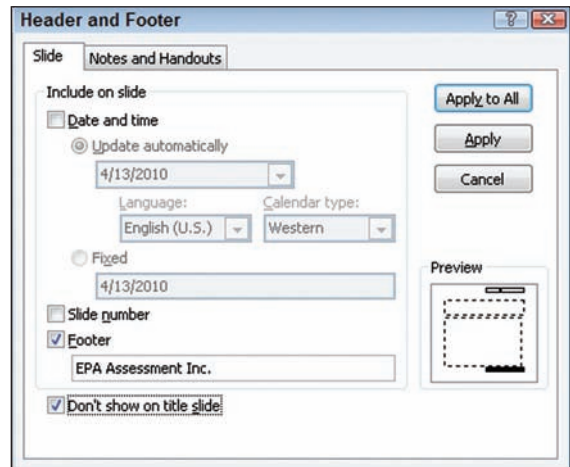 Header and Footer
Slide
Notes and Handouts
Include on slide
Date and time
Update automatically
4/13/2010
Language:
Calendar type:
English (U.S.)
Western
Fixed
4/13/2010
Slide number
Footer
EPA Assessment Inc.
Don't show on title slide
Apply to All
Apply
Cancel
Preview